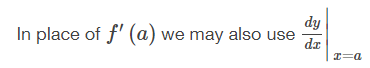 In place of f′ (a) we may also use dy/dx |x=a